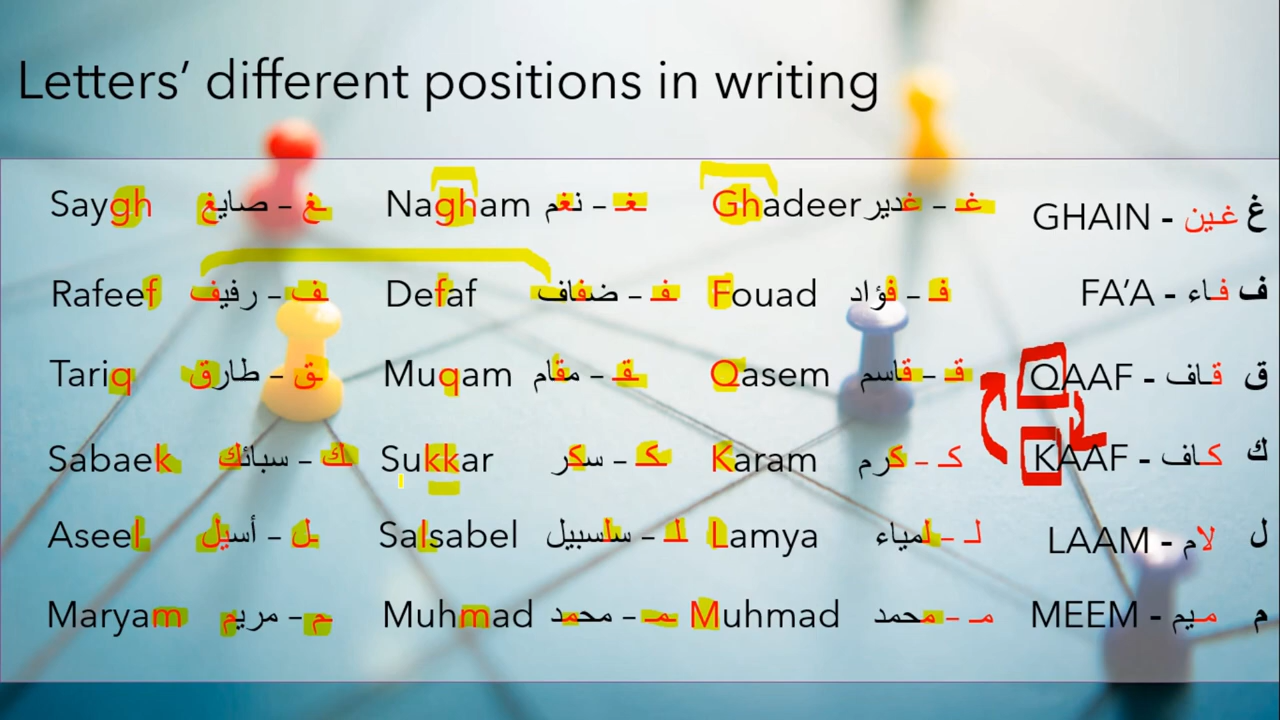 Letters’ different positions in writing
Saygh صايغ – ـغ Nagham نغم – ـغـ Ghadeer غدير – غـ GHAIN - غين غ
Rafeef رفيف – ـف Defaf ضفاف – ـفـ Fouad فؤاد – فـ FA’A - فاء ف
Tariq طارق – ـق Muqam مقام – ـقـ Qasem قاسم – قـ QAAF - قاف ق
Sabaek سبائك – ـك Sukkar سكر – ـكـ Karam كرم – كـ KAAF - كاف ك
Aseel أسيل – ـل Salsabel سلسبيل – ـلـ Lamya لمياء – لـ LAAM - لام ل
Maryam مريم – ـم Muhmad محمد – ـمـ Muhmad محمد – مـ MEEM - ميم م